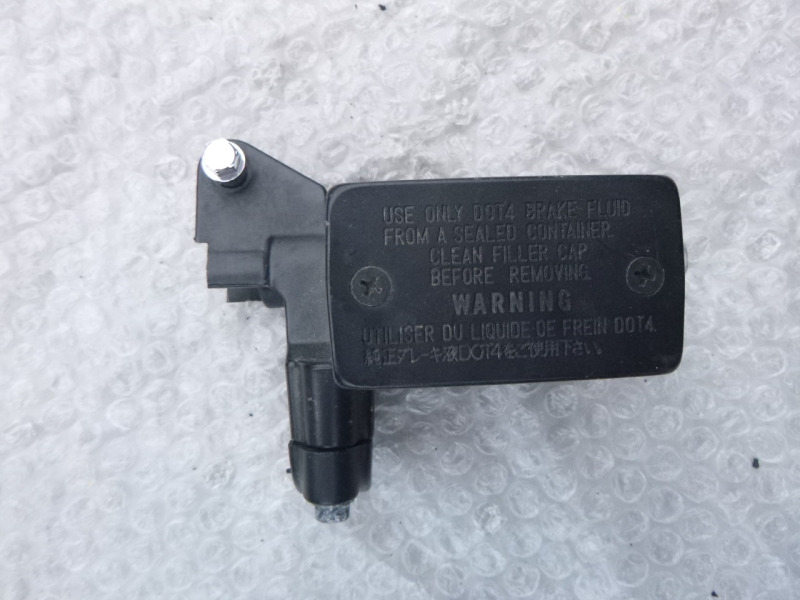 USE ONLY DOT4 BRAKE FLUID
FROM A SEALED CONTAINER.
CLEAN FILLER CAP
BEFORE REMOVING.
WARNING
UTILISER DU LIQUIDE DE FREIN DOT4.
純正ブレーキ液DOT4をご使用下さい。